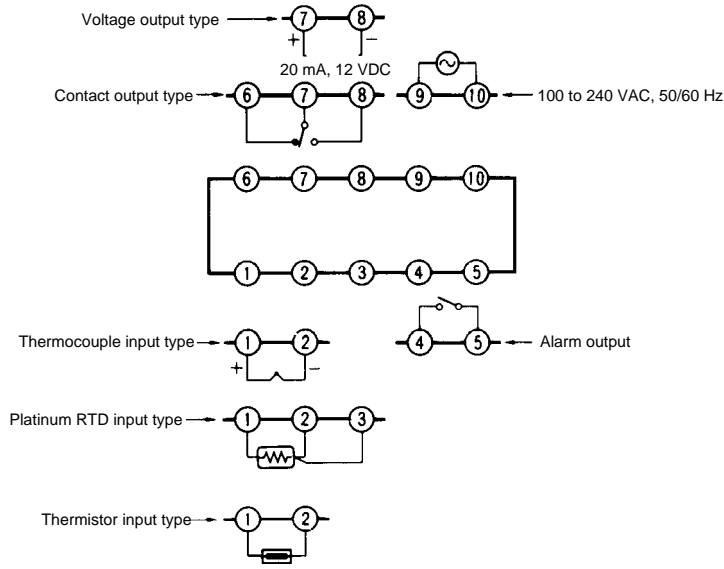 Voltage output type
7 8
+ −
20 mA, 12 VDC
Contact output type
6 7 8
9 10
100 to 240 VAC, 50/60 Hz
6 7 8 9 10
1 2 3 4 5
Thermocouple input type
1 2
+ −
4 5
Alarm output
Platinum RTD input type
1 2 3
Thermistor input type
1 2